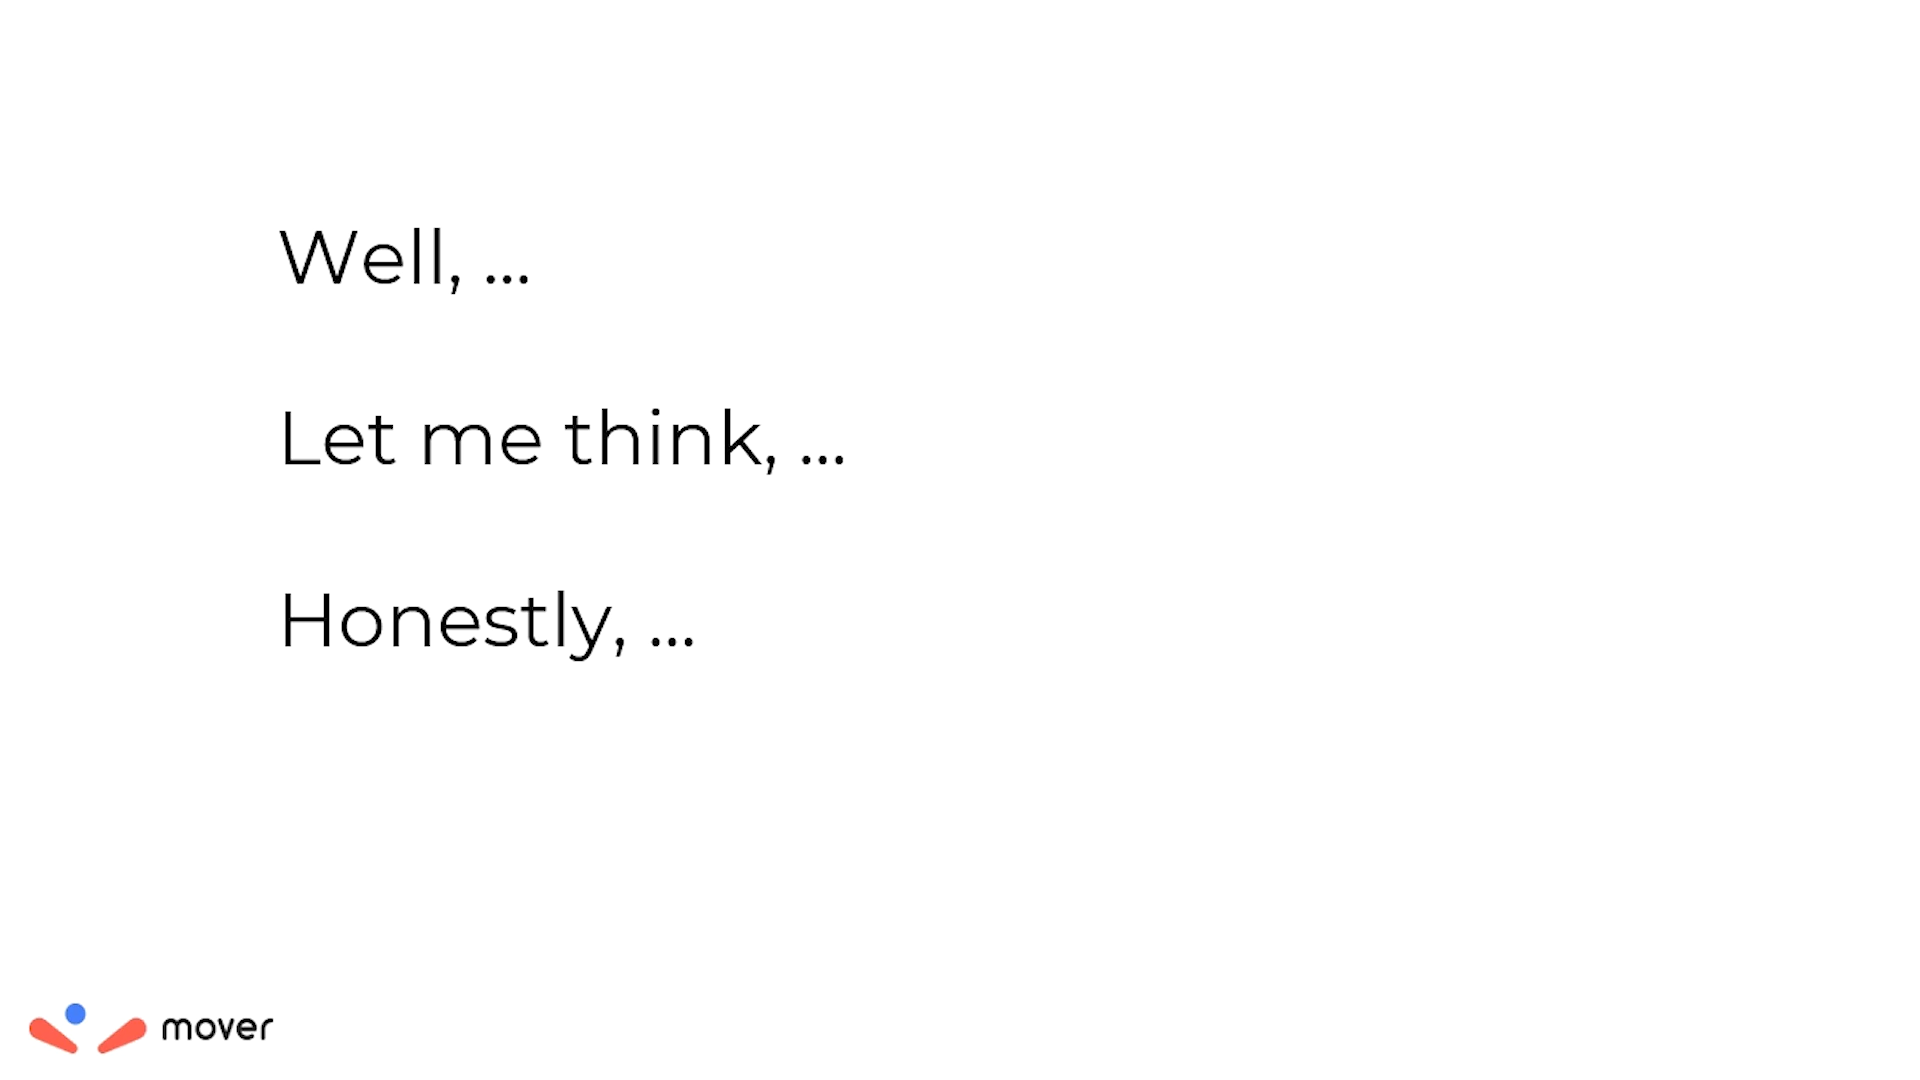 Well, ...
Let me think, ...
Honestly, ...
mover